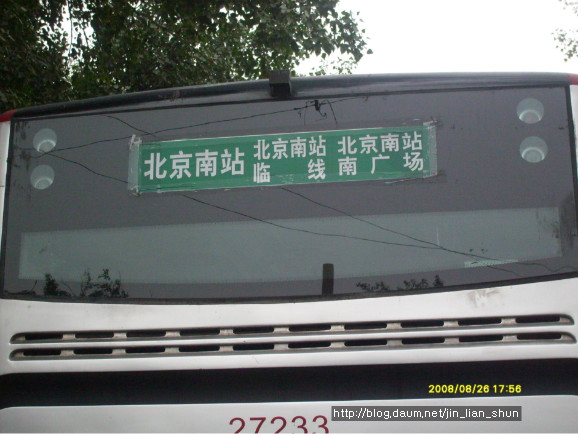 北京南站 北京南站 北京南站
临线 南广场
2008/08/26 17:56
27233
http://blog.daum.net/jin_lian_shun